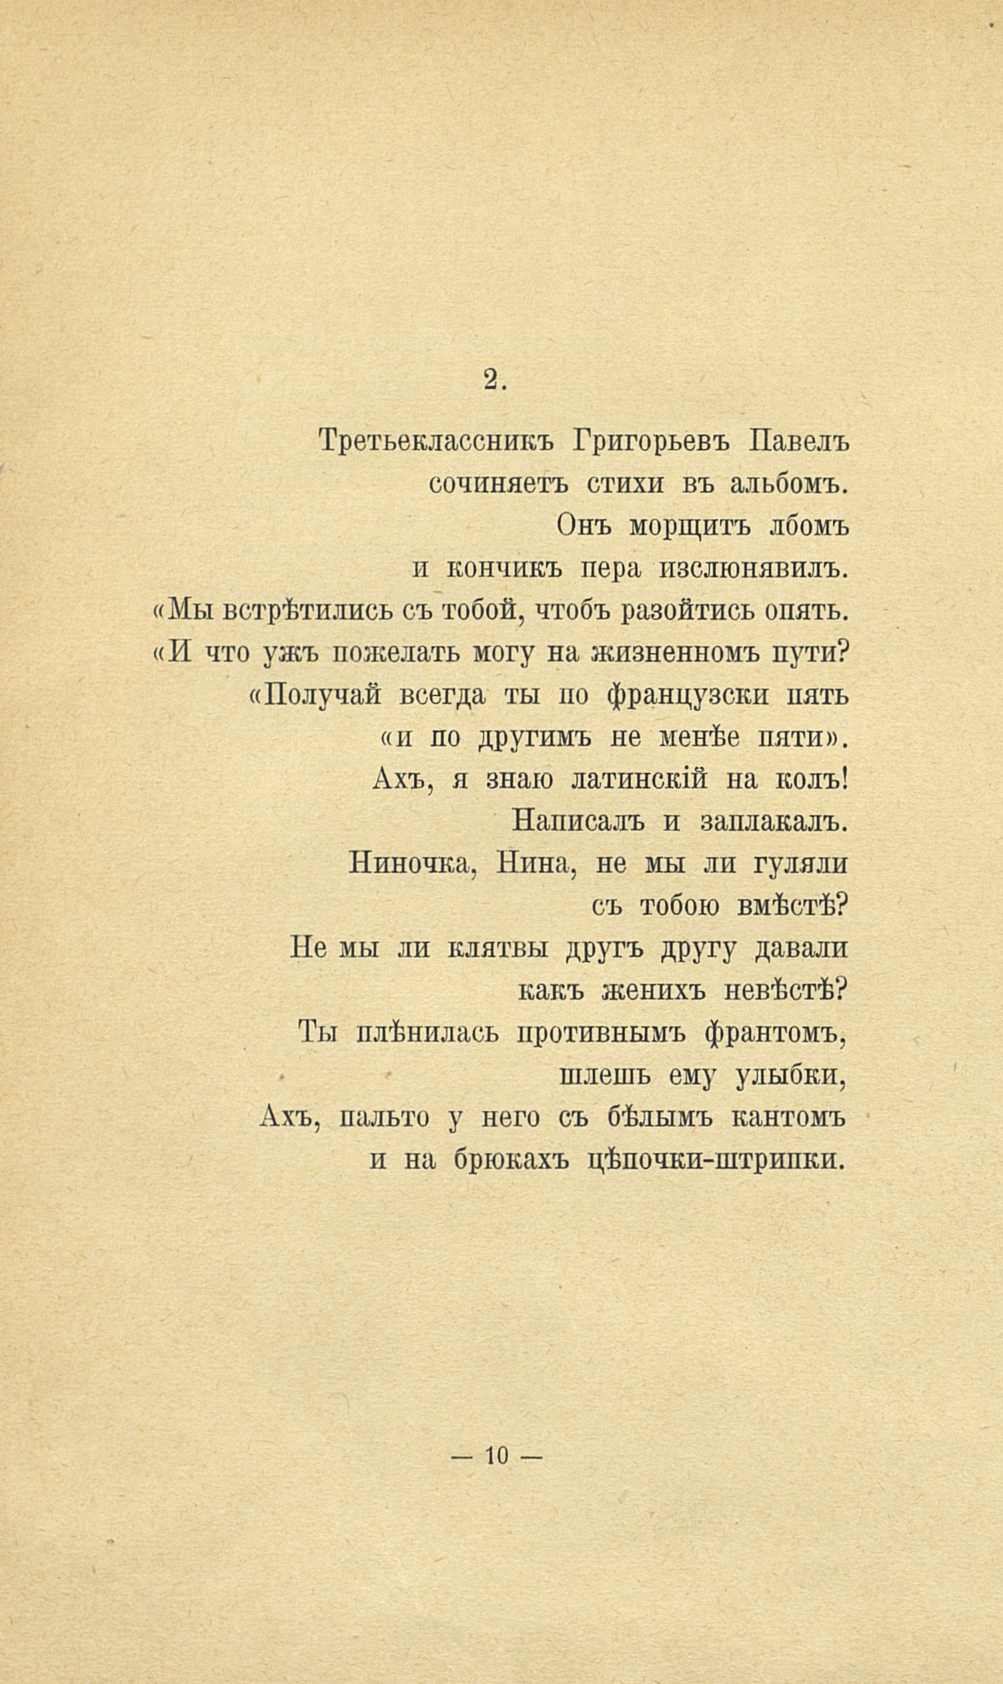 2.
Третьеклассникъ Григорьевъ Павелъ
сочиняетъ стихи въ альбомъ.
Онъ морщитъ лбомъ
и кончикъ пера изслюнявилъ.
«Мы встрѣтились съ тобой, чтобъ разойтись опять.
«И что ужъ пожелать могу на жизненномъ пути?
«Получай всегда ты по французски пять
«и по другимъ не менѣе пяти».
Ахъ, я знаю латинскій на колъ!
Написалъ и заплакалъ.
Ниночка, Нина, не мы ли гуляли
съ тобою вмѣстѣ?
Не мы ли клятвы другъ другу давали
какъ женихъ невѣстѣ?
Ты плѣнилась противнымъ франтомъ,
шлешь ему улыбки,
Ахъ, пальто у него съ бѣлымъ кантомъ
и на брюкахъ цѣпочки-штрипки.
— 10 —